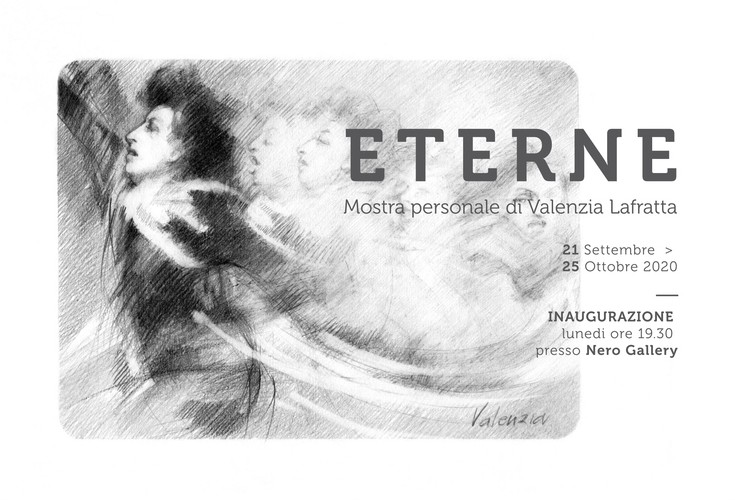 ETERNE
Mostra personale di Valenzia Lafratta
21 Settembre >
25 Ottobre 2020
INAUGURAZIONE
lunedi ore 19.30
presso Nero Gallery
Valenzia